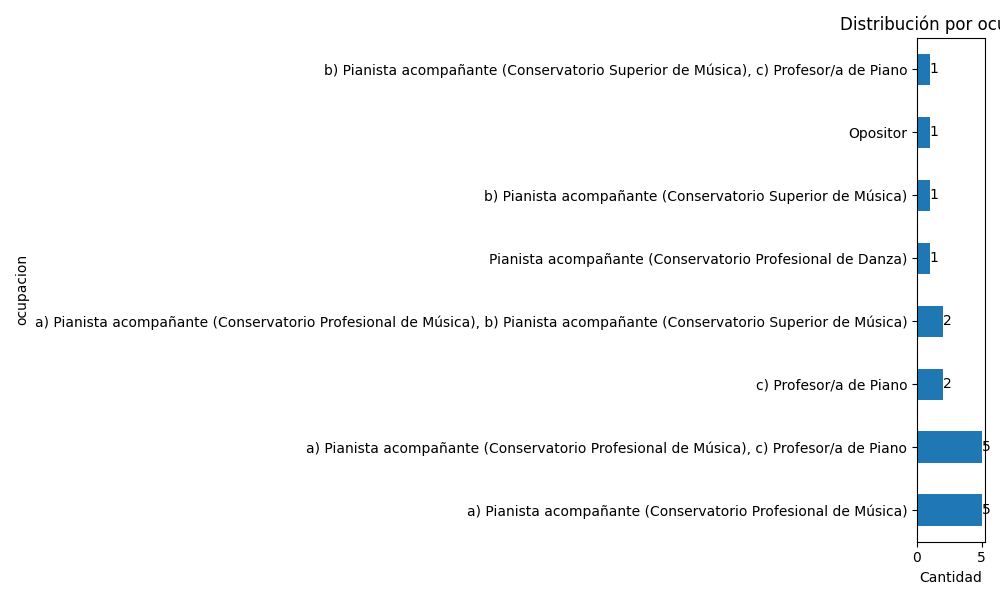 Distribución por ocu
b) Pianista acompañante (Conservatorio Superior de Música), c) Profesor/a de Piano
1
Opositor
1
b) Pianista acompañante (Conservatorio Superior de Música)
1
Pianista acompañante (Conservatorio Profesional de Danza)
1
a) Pianista acompañante (Conservatorio Profesional de Música), b) Pianista acompañante (Conservatorio Superior de Música)
2
c) Profesor/a de Piano
2
a) Pianista acompañante (Conservatorio Profesional de Música), c) Profesor/a de Piano
5
a) Pianista acompañante (Conservatorio Profesional de Música)
5
ocupacion
0 5
Cantidad